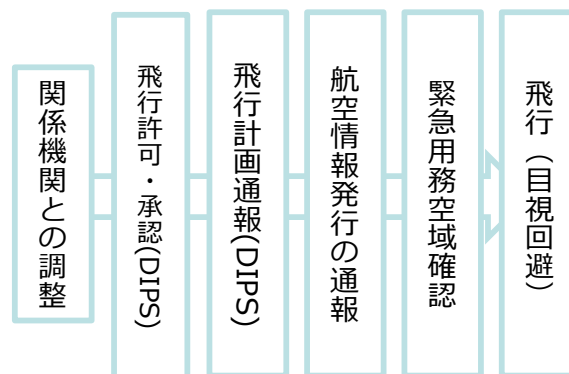 関係機関との調整
飛行許可・承認(DIPS)
飛行計画通報(DIPS)
航空情報発行の通報
緊急用務空域確認
飛行（目視回避）